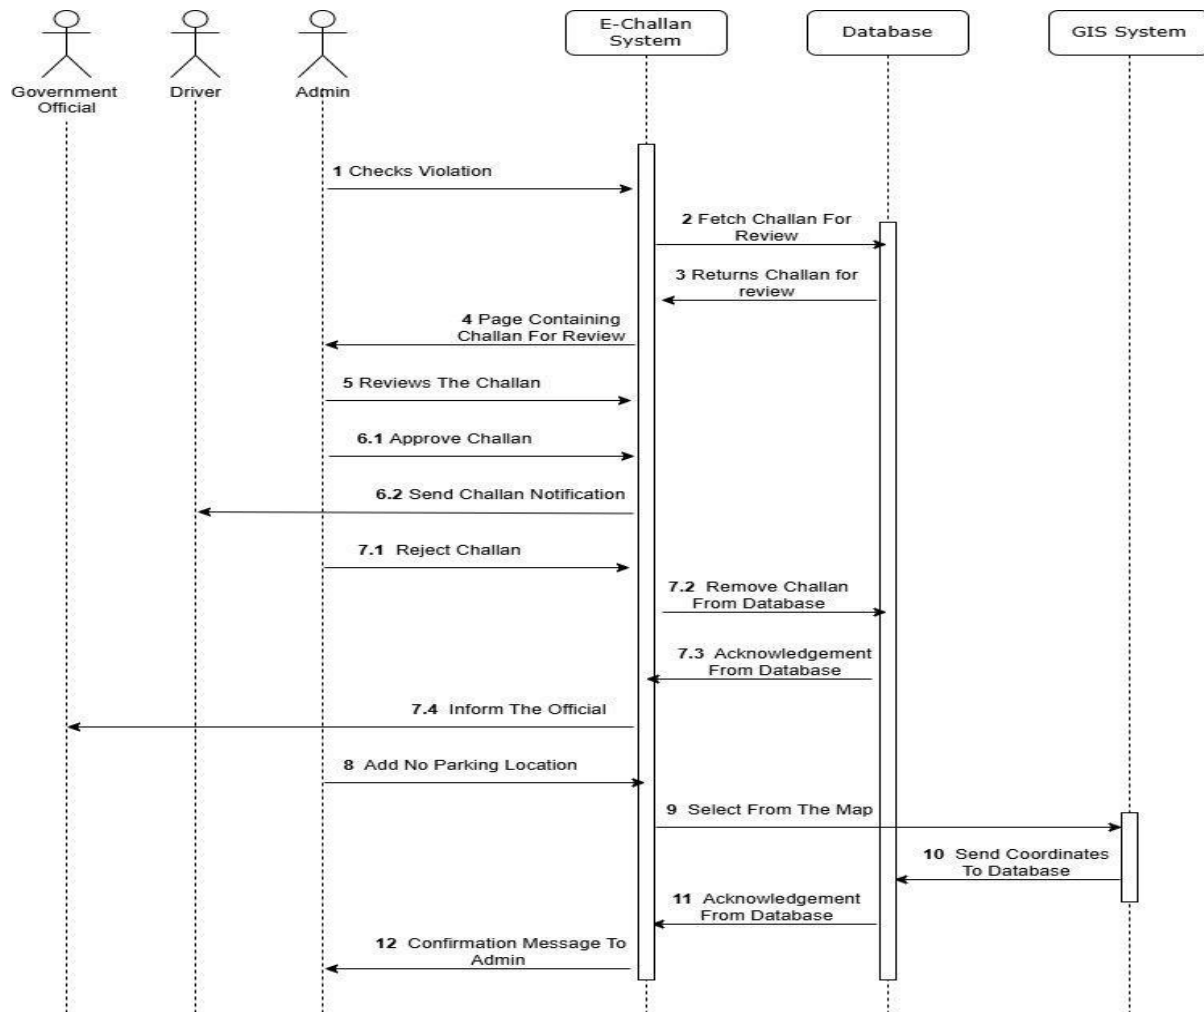 E-Challan
System
Database
GIS System
Government
Official
Driver
Admin
1 Checks Violation
2 Fetch Challan For
Review
3 Returns Challan for
review
4 Page Containing
Challan For Review
5 Reviews The Challan
6.1 Approve Challan
6.2 Send Challan Notification
7.1 Reject Challan
7.2 Remove Challan
From Database
7.3 Acknowledgement
From Database
7.4 Inform The Official
8 Add No Parking Location
9 Select From The Map
10 Send Coordinates
To Database
11 Acknowledgement
From Database
12 Confirmation Message To
Admin